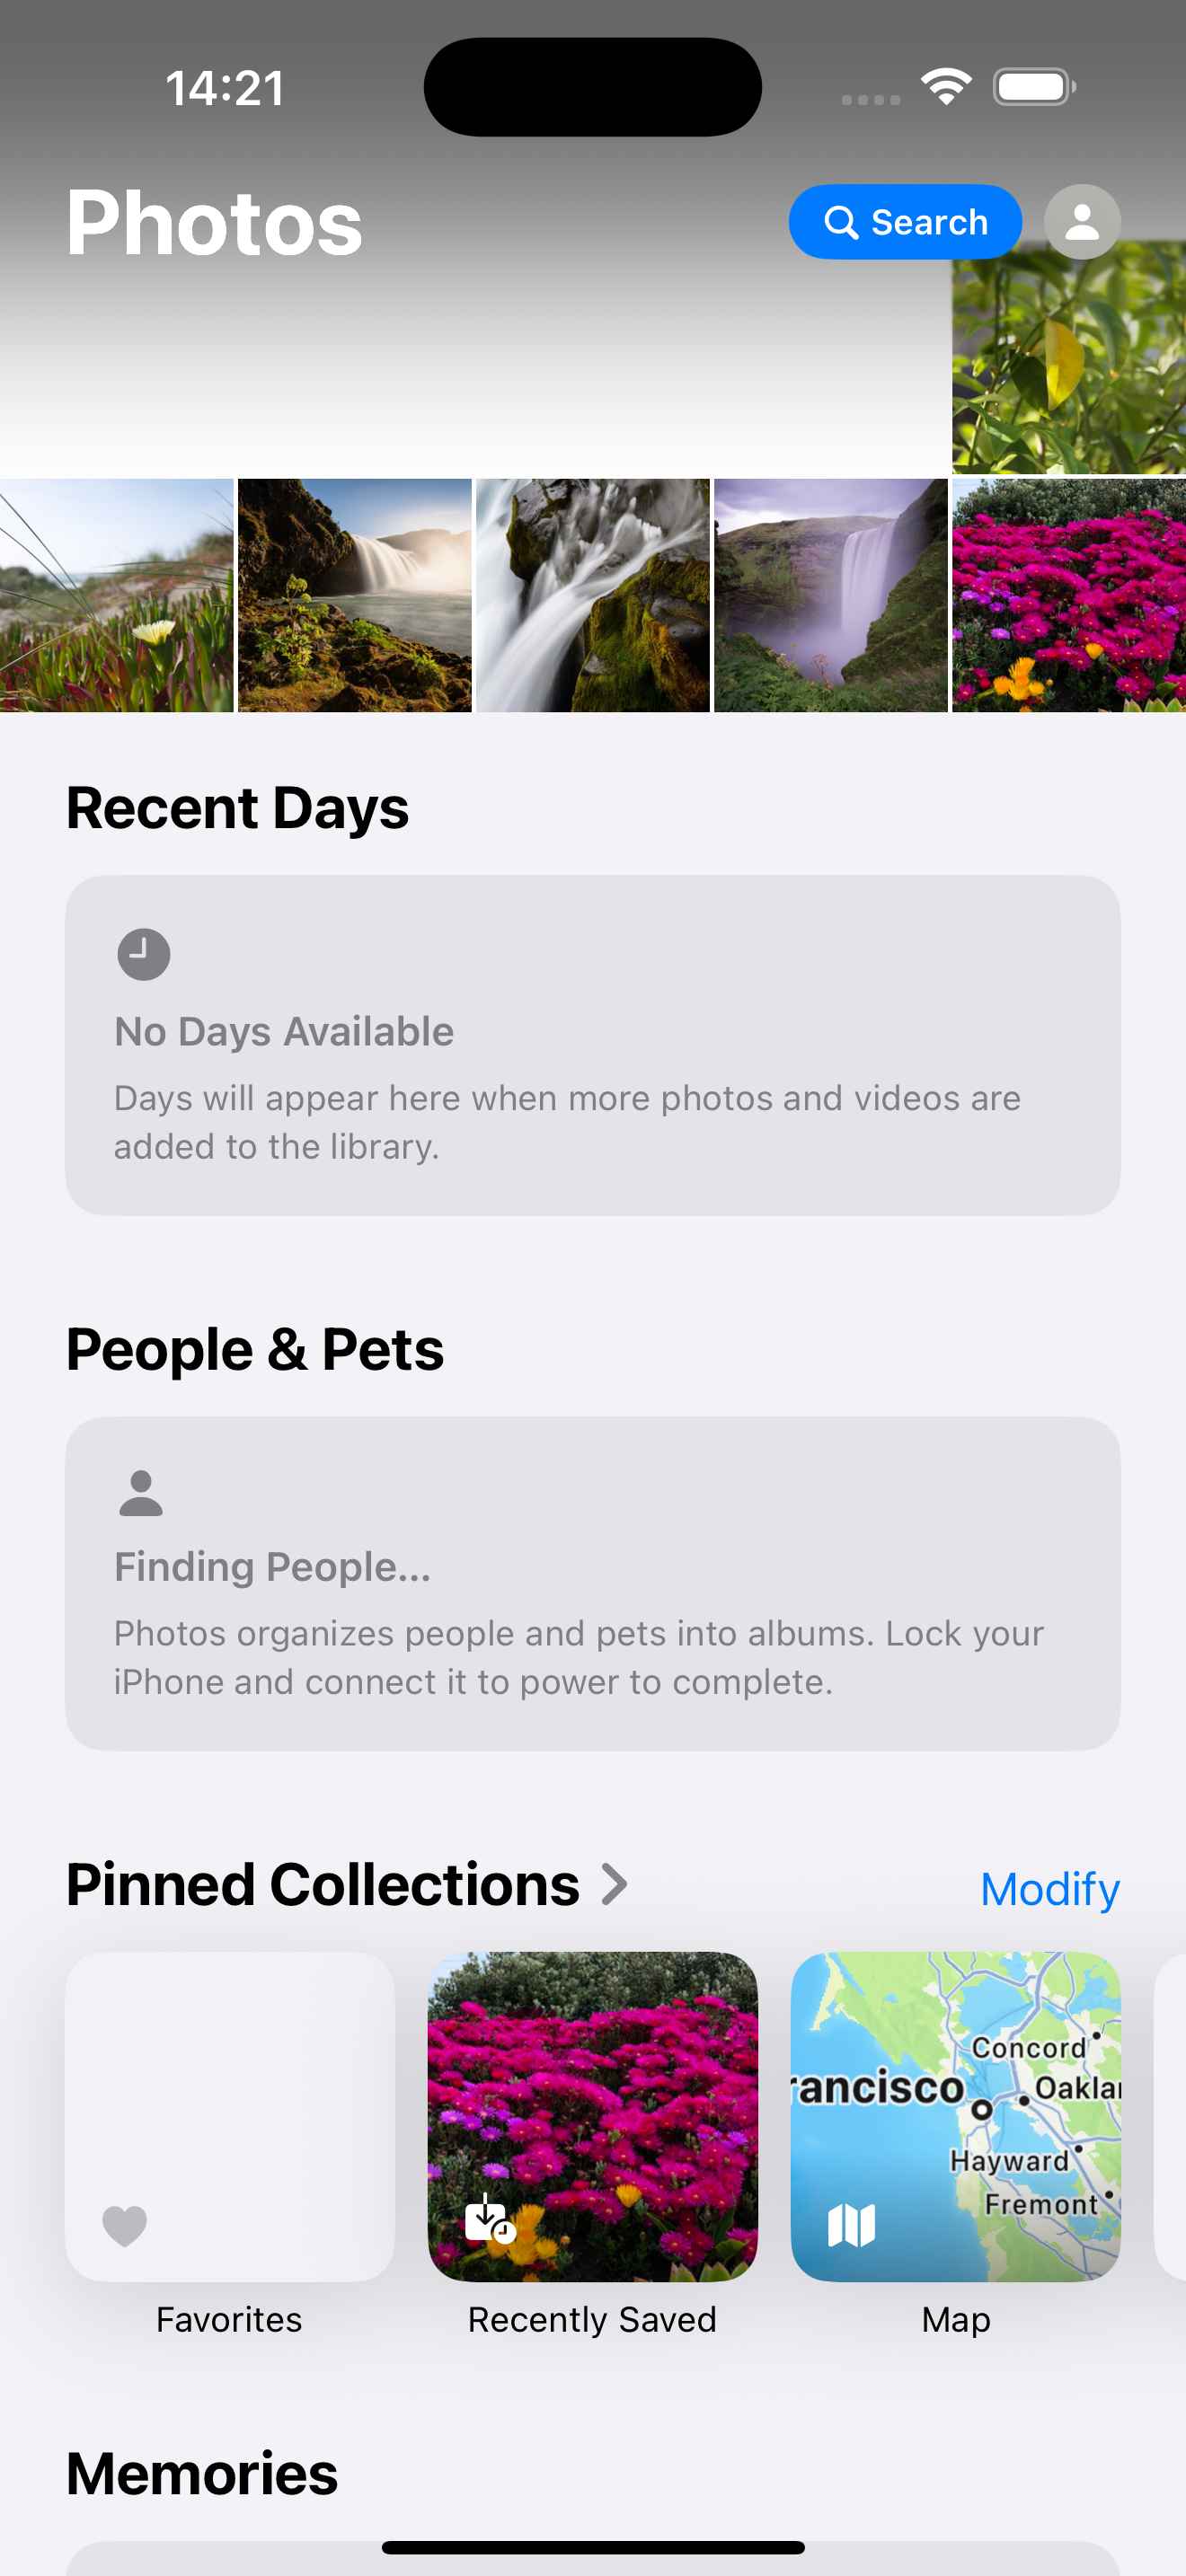 14:21
Photos
Search
Recent Days
No Days Available
Days will appear here when more photos and videos are
added to the library.
People & Pets
Finding People...
Photos organizes people and pets into albums. Lock your
iPhone and connect it to power to complete.
Pinned Collections
Modify
Concord
rancisco
Oaklan
Hayward
Fremont
Favorites
Recently Saved
Map
Memories